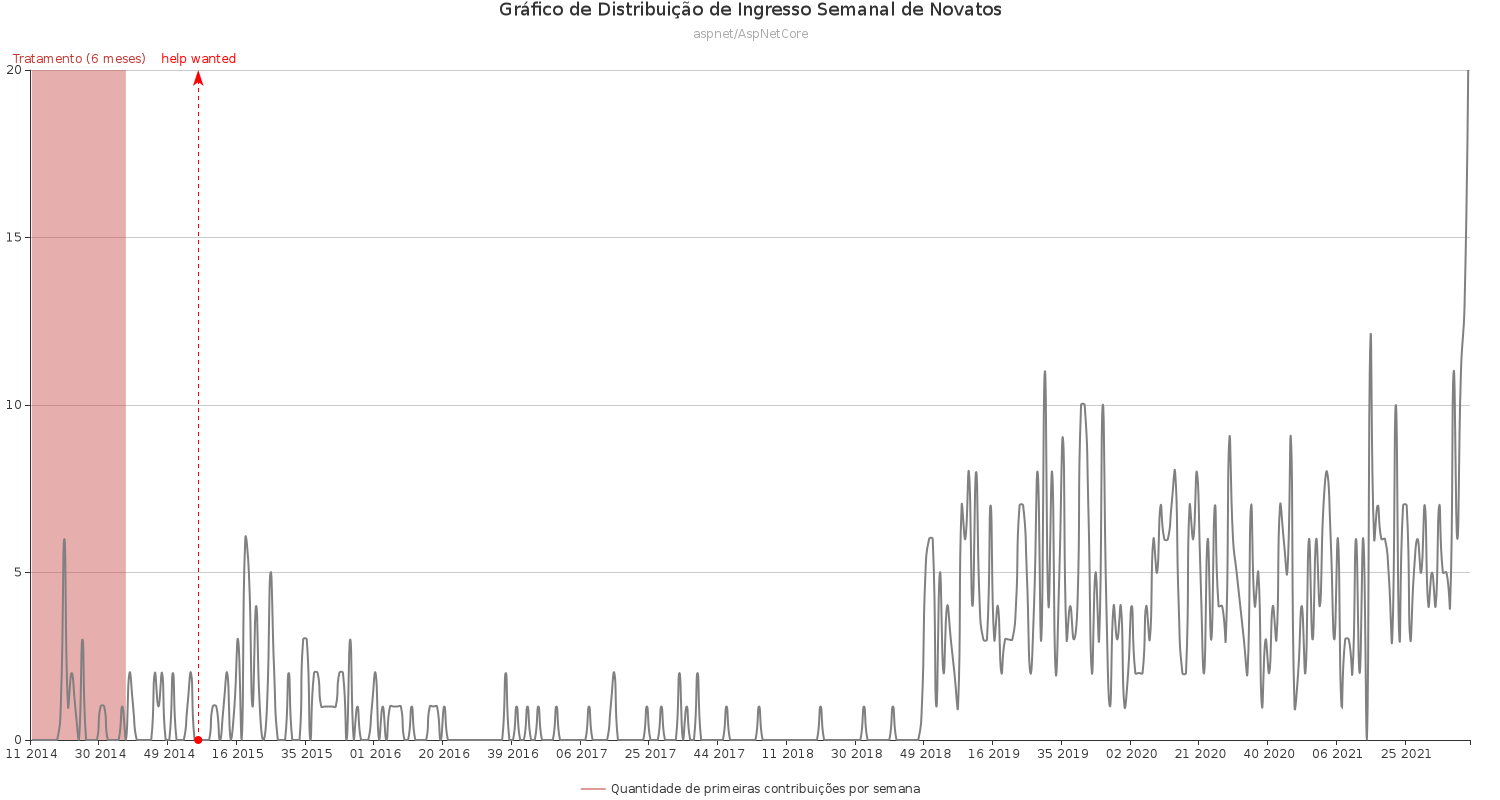 Gráfico de Distribuição de Ingresso Semanal de Novatos
aspnet/AspNetCore
Tratamento (6 meses) help wanted
20
15
10
5
0
11 2014 30 2014 49 2014 16 2015 35 2015 01 2016 20 2016 39 2016 06 2017 25 2017 44 2017 11 2018 30 2018 49 2018 16 2019 35 2019 02 2020 21 2020 40 2020 06 2021 25 2021
Quantidade de primeiras contribuições por semana